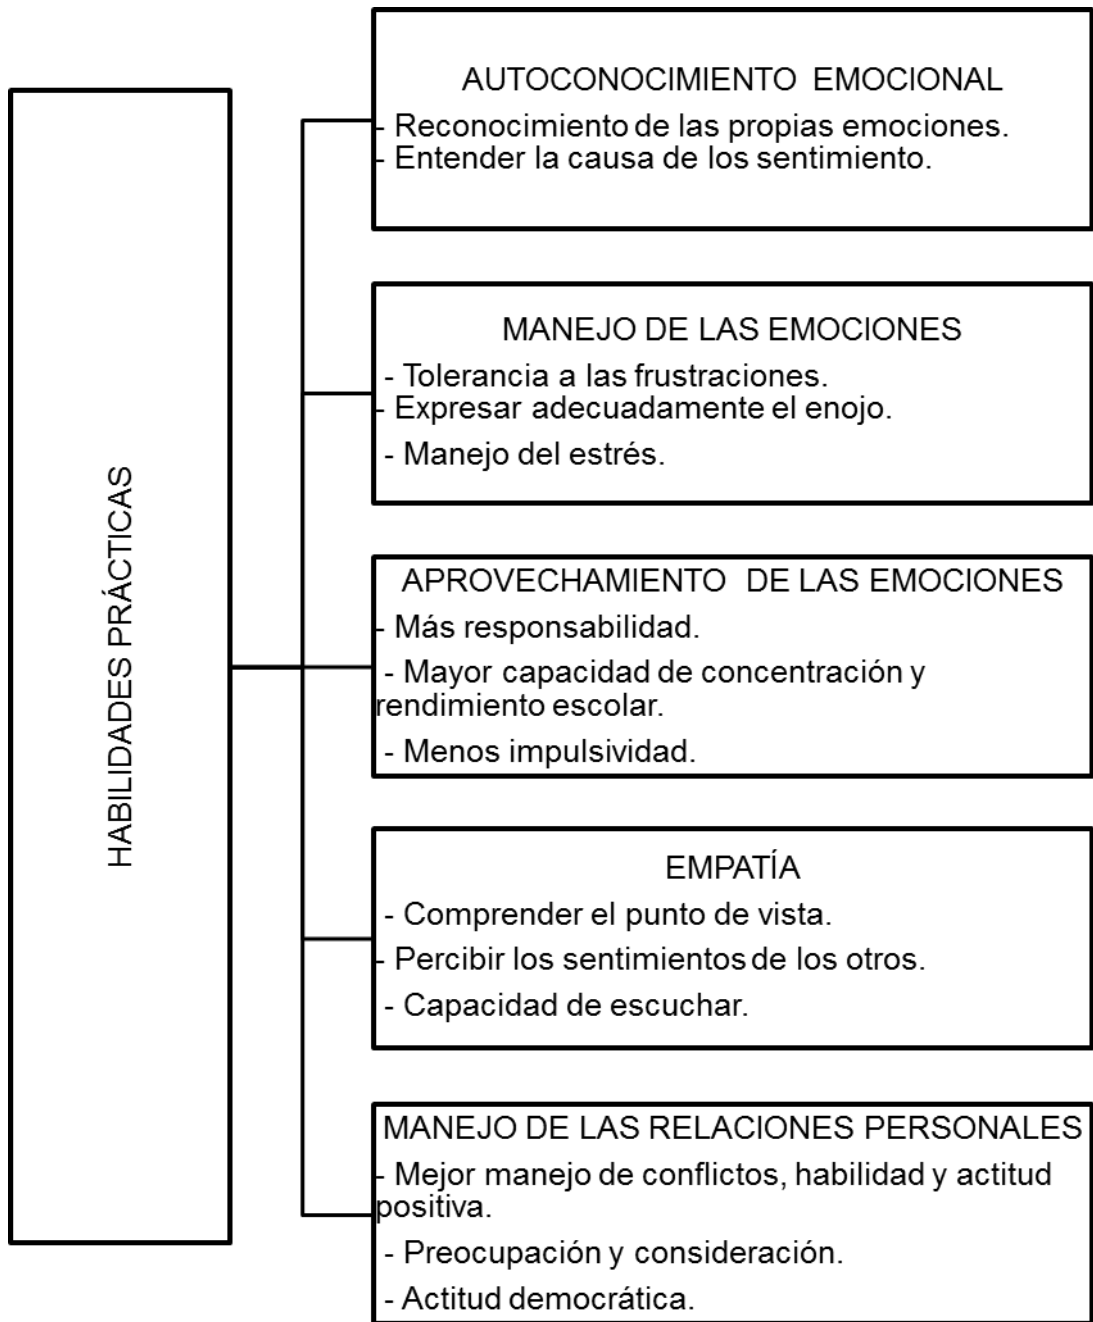 HABILIDADES PRÁCTICAS
AUTOCONOCIMIENTO EMOCIONAL
- Reconocimiento de las propias emociones.
- Entender la causa de los sentimiento.
MANEJO DE LAS EMOCIONES
- Tolerancia a las frustraciones.
- Expresar adecuadamente el enojo.
- Manejo del estrés.
APROVECHAMIENTO DE LAS EMOCIONES
- Más responsabilidad.
- Mayor capacidad de concentración y
rendimiento escolar.
- Menos impulsividad.
EMPATÍA
- Comprender el punto de vista.
- Percibir los sentimientos de los otros.
- Capacidad de escuchar.
MANEJO DE LAS RELACIONES PERSONALES
- Mejor manejo de conflictos, habilidad y actitud
positiva.
- Preocupación y consideración.
- Actitud democrática.